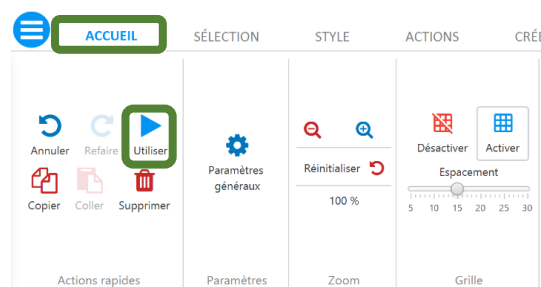 ACCUEIL SÉLECTION STYLE ACTIONS CRÉE
Annuler Refaire Utiliser
Copier Coller Supprimer
Actions rapides
Paramètres
généraux
Paramètres
Réinitialiser
100 %
Zoom
Désactiver Activer
Espacement
5 10 15 20 25 30
Grille